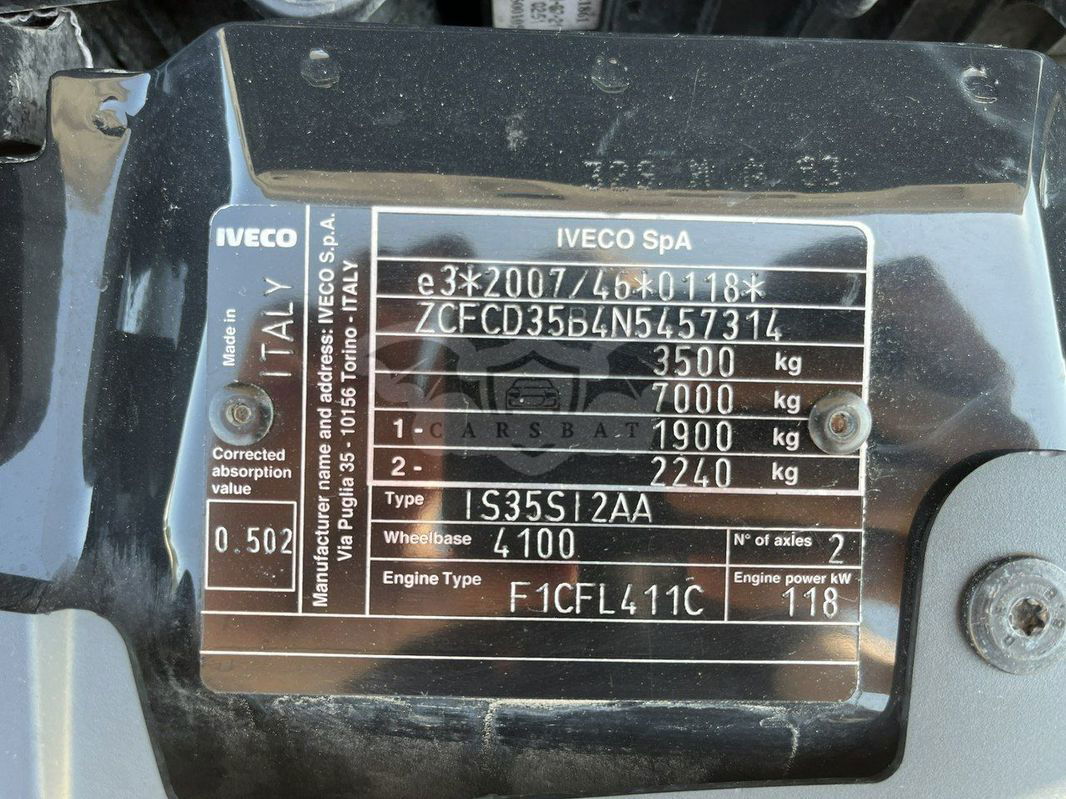 IVECO
Made in
ITALY
Corrected
absorption
value
0.502
Manufacturer name and address: IVECO S.p.A.
Via Puglia 35 - 10156 Torino - ITALY
IVECO SpA
e3*2007/46*0118*
ZCFCD35B4N5457314
3500 kg
7000 kg
1- 1900 kg
2- 2240 kg
Type IS35SI2AA
Wheelbase 4100
N° of axles 2
Engine Type F1CFL411C
Engine power kW
118
CARSBAT